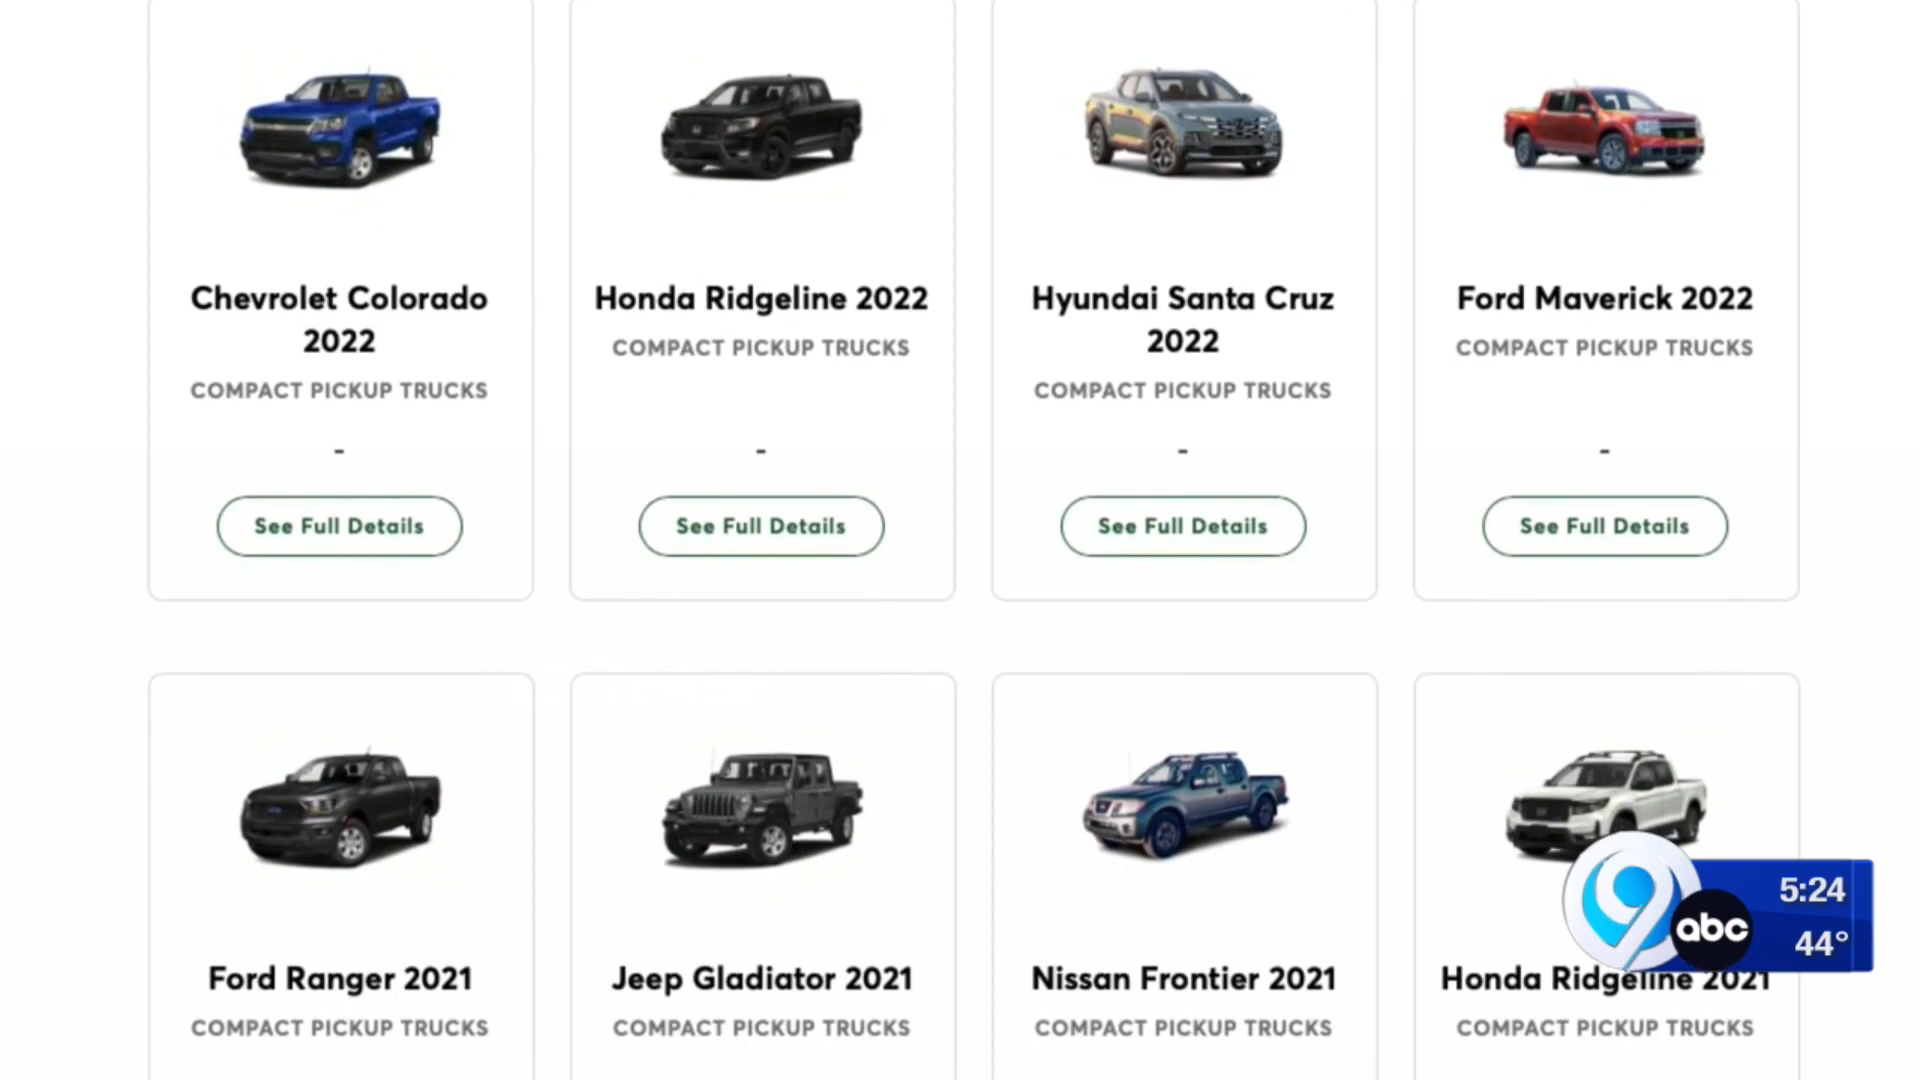 Chevrolet Colorado
2022
COMPACT PICKUP TRUCKS
-
See Full Details
Honda Ridgeline 2022
COMPACT PICKUP TRUCKS
-
See Full Details
Hyundai Santa Cruz
2022
COMPACT PICKUP TRUCKS
-
See Full Details
Ford Maverick 2022
COMPACT PICKUP TRUCKS
-
See Full Details
Ford Ranger 2021
COMPACT PICKUP TRUCKS
Jeep Gladiator 2021
COMPACT PICKUP TRUCKS
Nissan Frontier 2021
COMPACT PICKUP TRUCKS
Honda Ridgeline 2021
COMPACT PICKUP TRUCKS
9
abc
5:24
44°